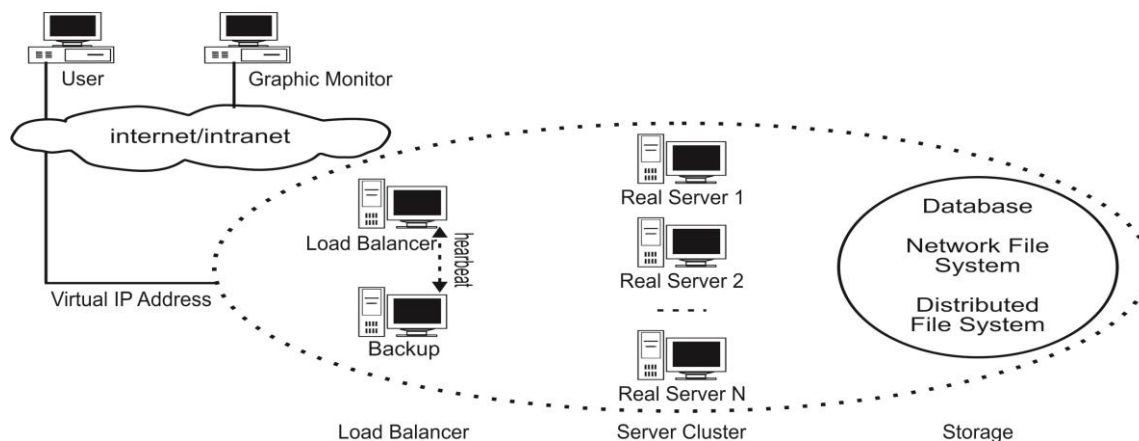 User
Graphic Monitor
internet/intranet
Load Balancer
hearbeat
Backup
Virtual IP Address
Real Server 1
Real Server 2
Real Server N
Database
Network File
System
Distributed
File System
Load Balancer
Server Cluster
Storage